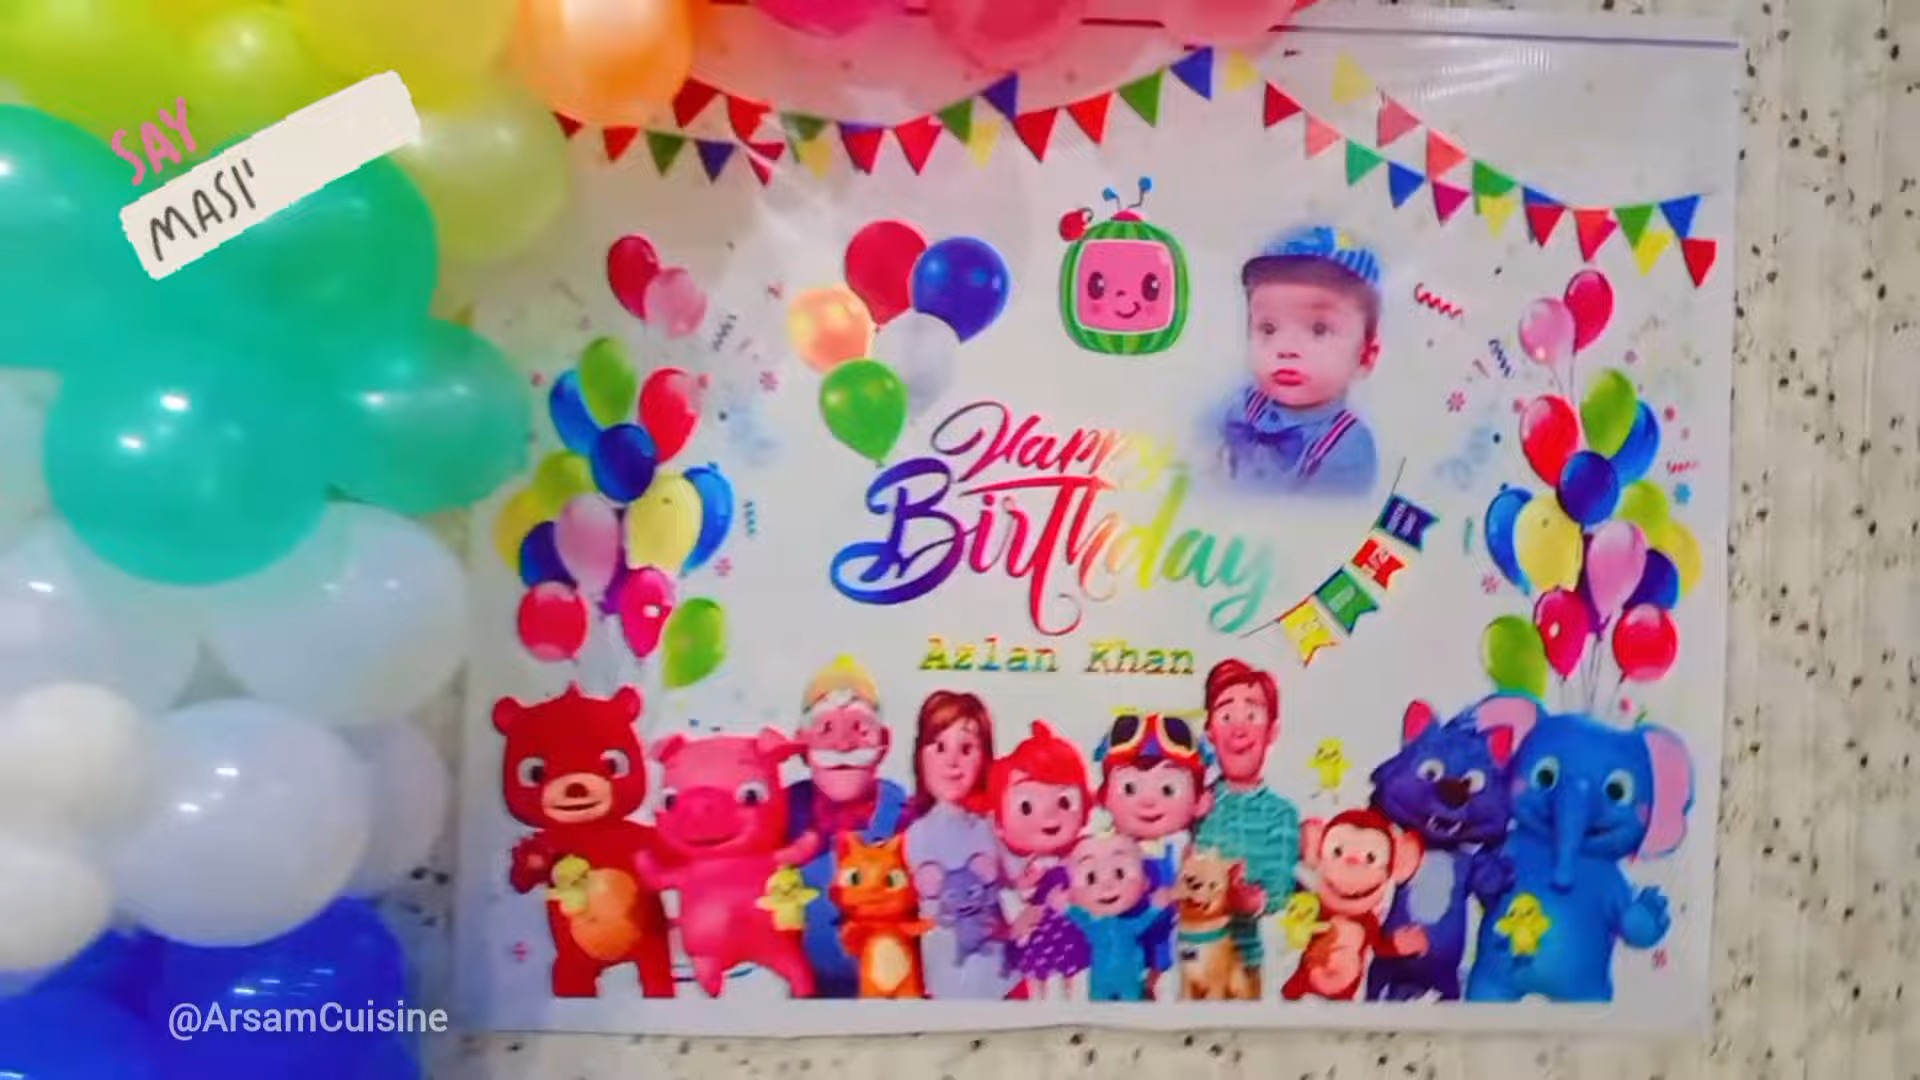 SAY
MASI'
Happy
Birthday
Azlan Khan
@ArsamCuisine